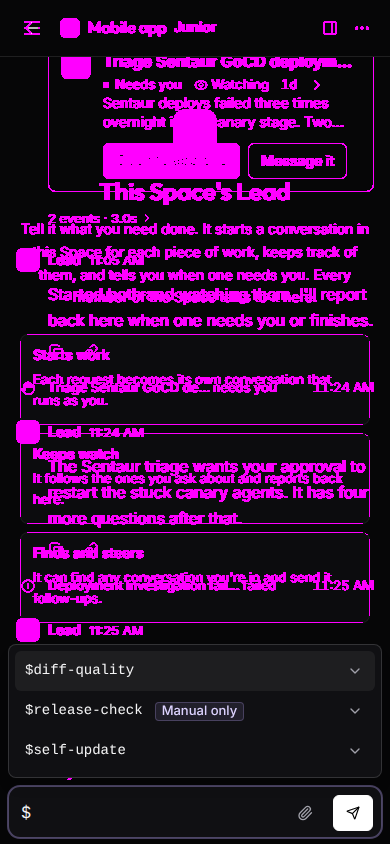 Mobile app Junior
Triage Sentaur GoCD deploym...
Needs you Watching 1d
Sentaur deploys failed three times
overnight canary stage. Two...
Message it
This Space's Lead
2 events · 3.0s
Tell it what you need done. It starts a conversation in
this Space for each piece of work, keeps track of
Lead 11:05 AM
them, and tells you when one needs you. Every
Started both and watching them. I'll report
back here when one needs you or finishes.
Starts work
Each request becomes its own conversation that
Triage Sentaur GoCD de... needs you 11:24 AM
runs as you.
Lead 11:24 AM
Keeps watch
The Sentaur triage wants your approval to
It follows the ones you ask about and reports back
here.
restart the stuck canary agents. It has four
more questions after that.
Finds and steers
It can find any conversation you're in and send it
Deployment investigation fail... failed 11:25 AM
follow-ups.
Lead 11:25 AM
$diff-quality
$release-check Manual only
$self-update
$